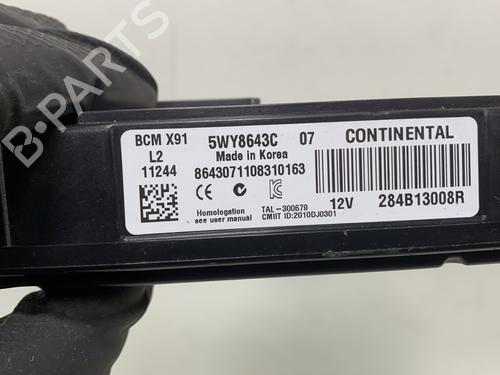 B-PARTS
BCM X91
L2
11244
5WY8643C 07
Made in Korea
8643071108310163
CONTINENTAL
Homologation
see user manual
TAL-300679
CMIIT ID:2010DJ0301
12V
284B13008R